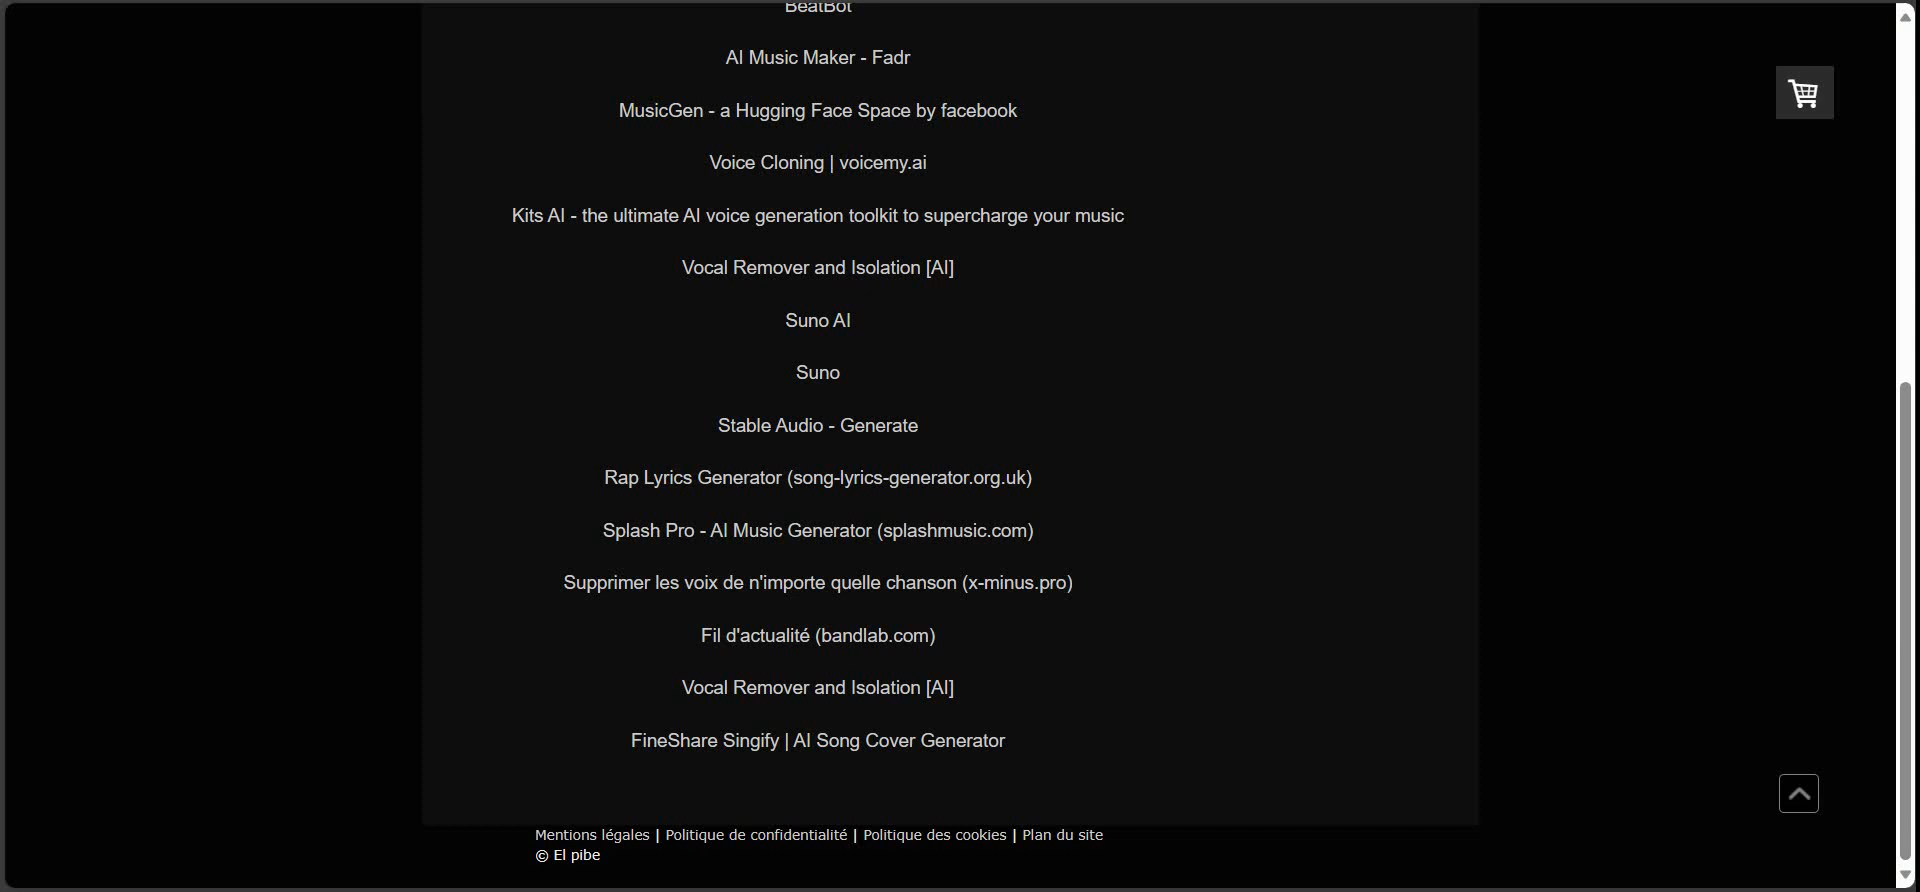 BeatBot
AI Music Maker - Fadr
MusicGen - a Hugging Face Space by facebook
Voice Cloning | voicemy.ai
Kits AI - the ultimate AI voice generation toolkit to supercharge your music
Vocal Remover and Isolation [AI]
Suno AI
Suno
Stable Audio - Generate
Rap Lyrics Generator (song-lyrics-generator.org.uk)
Splash Pro - AI Music Generator (splashmusic.com)
Supprimer les voix de n'importe quelle chanson (x-minus.pro)
Fil d'actualité (bandlab.com)
Vocal Remover and Isolation [AI]
FineShare Singify | AI Song Cover Generator
Mentions légales | Politique de confidentialité | Politique des cookies | Plan du site
© El pibe